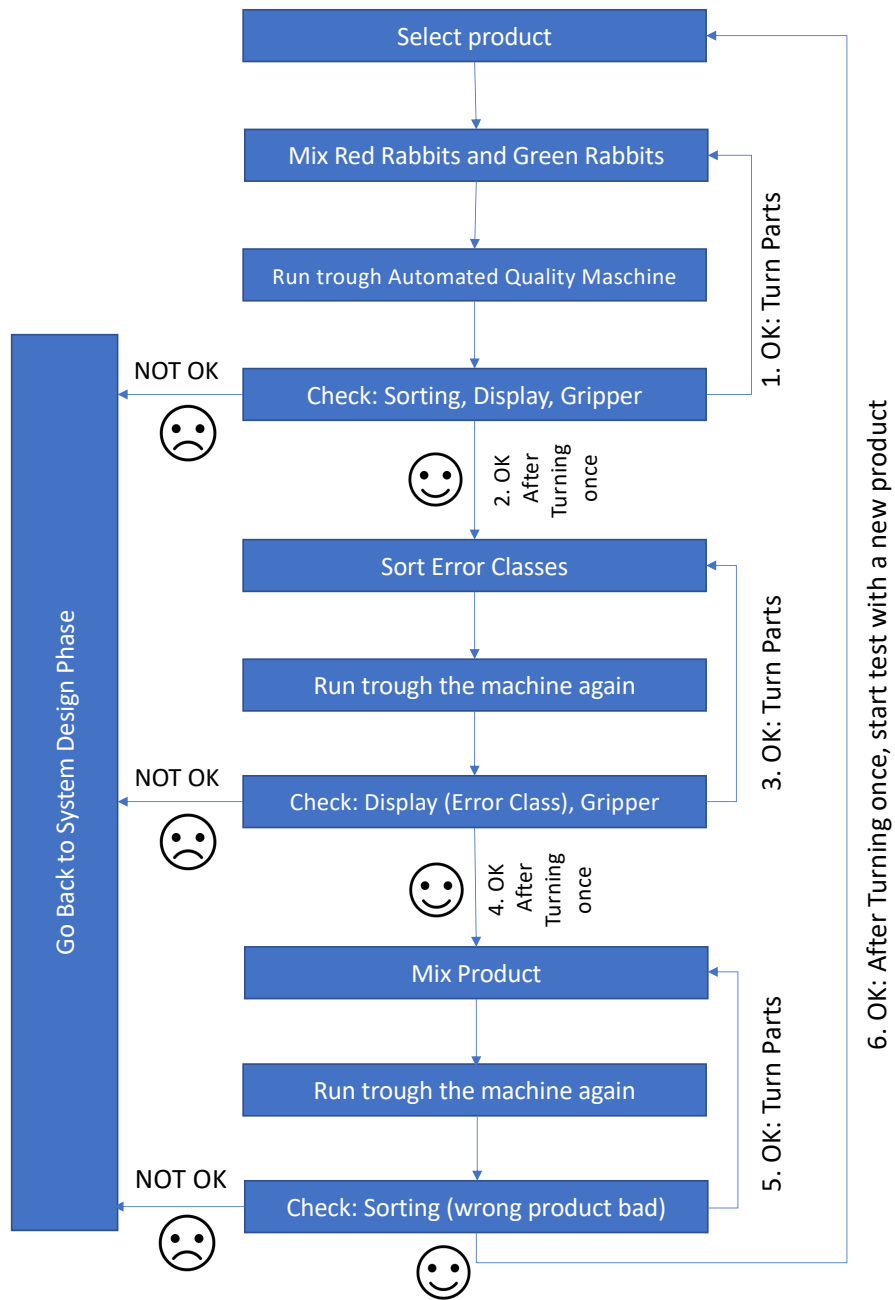 Select product
Mix Red Rabbits and Green Rabbits
1. OK: Turn Parts
Run trough Automated Quality Maschine
NOT OK
Check: Sorting, Display, Gripper
2. OK
After
Turning
once
Sort Error Classes
3. OK: Turn Parts
Run trough the machine again
NOT OK
Check: Display (Error Class), Gripper
4. OK
After
Turning
once
Mix Product
5. OK: Turn Parts
Run trough the machine again
NOT OK
Check: Sorting (wrong product bad)
Go Back to System Design Phase
6. OK: After Turning once, start test with a new product